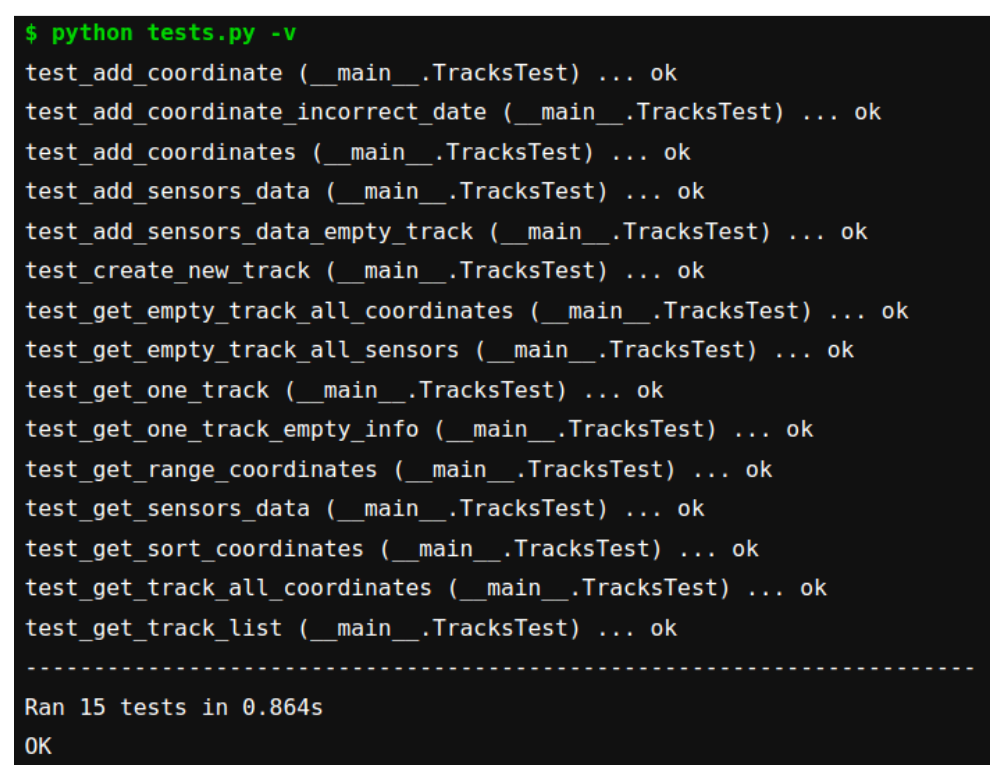 $ python tests.py -v
test_add_coordinate (__main__.TracksTest) ... ok
test_add_coordinate_incorrect_date (__main__.TracksTest) ... ok
test_add_coordinates (__main__.TracksTest) ... ok
test_add_sensors_data (__main__.TracksTest) ... ok
test_add_sensors_data_empty_track (__main__.TracksTest) ... ok
test_create_new_track (__main__.TracksTest) ... ok
test_get_empty_track_all_coordinates (__main__.TracksTest) ... ok
test_get_empty_track_all_sensors (__main__.TracksTest) ... ok
test_get_one_track (__main__.TracksTest) ... ok
test_get_one_track_empty_info (__main__.TracksTest) ... ok
test_get_range_coordinates (__main__.TracksTest) ... ok
test_get_sensors_data (__main__.TracksTest) ... ok
test_get_sort_coordinates (__main__.TracksTest) ... ok
test_get_track_all_coordinates (__main__.TracksTest) ... ok
test_get_track_list (__main__.TracksTest) ... ok
----------------------------------------------------------------------
Ran 15 tests in 0.864s
OK